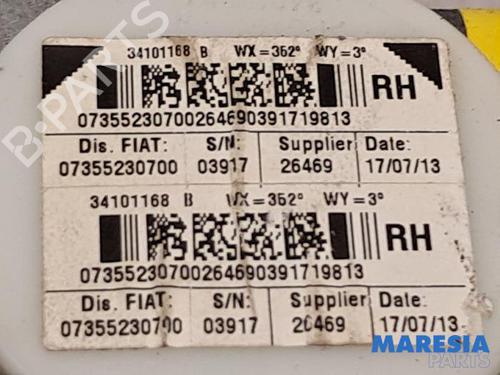 34101168 B WX=352° WY=3°
RH
07355230700264690391719813
Dis. FIAT: S/N: Supplier Date:
07355230700 03917 26469 17/07/13
34101168 B WX=352° WY=3°
RH
07355230700264690391719813
Dis. FIAT: S/N: Supplier Date:
07355230700 03917 26469 17/07/13
B-PARTS
MARESIA
PARTS